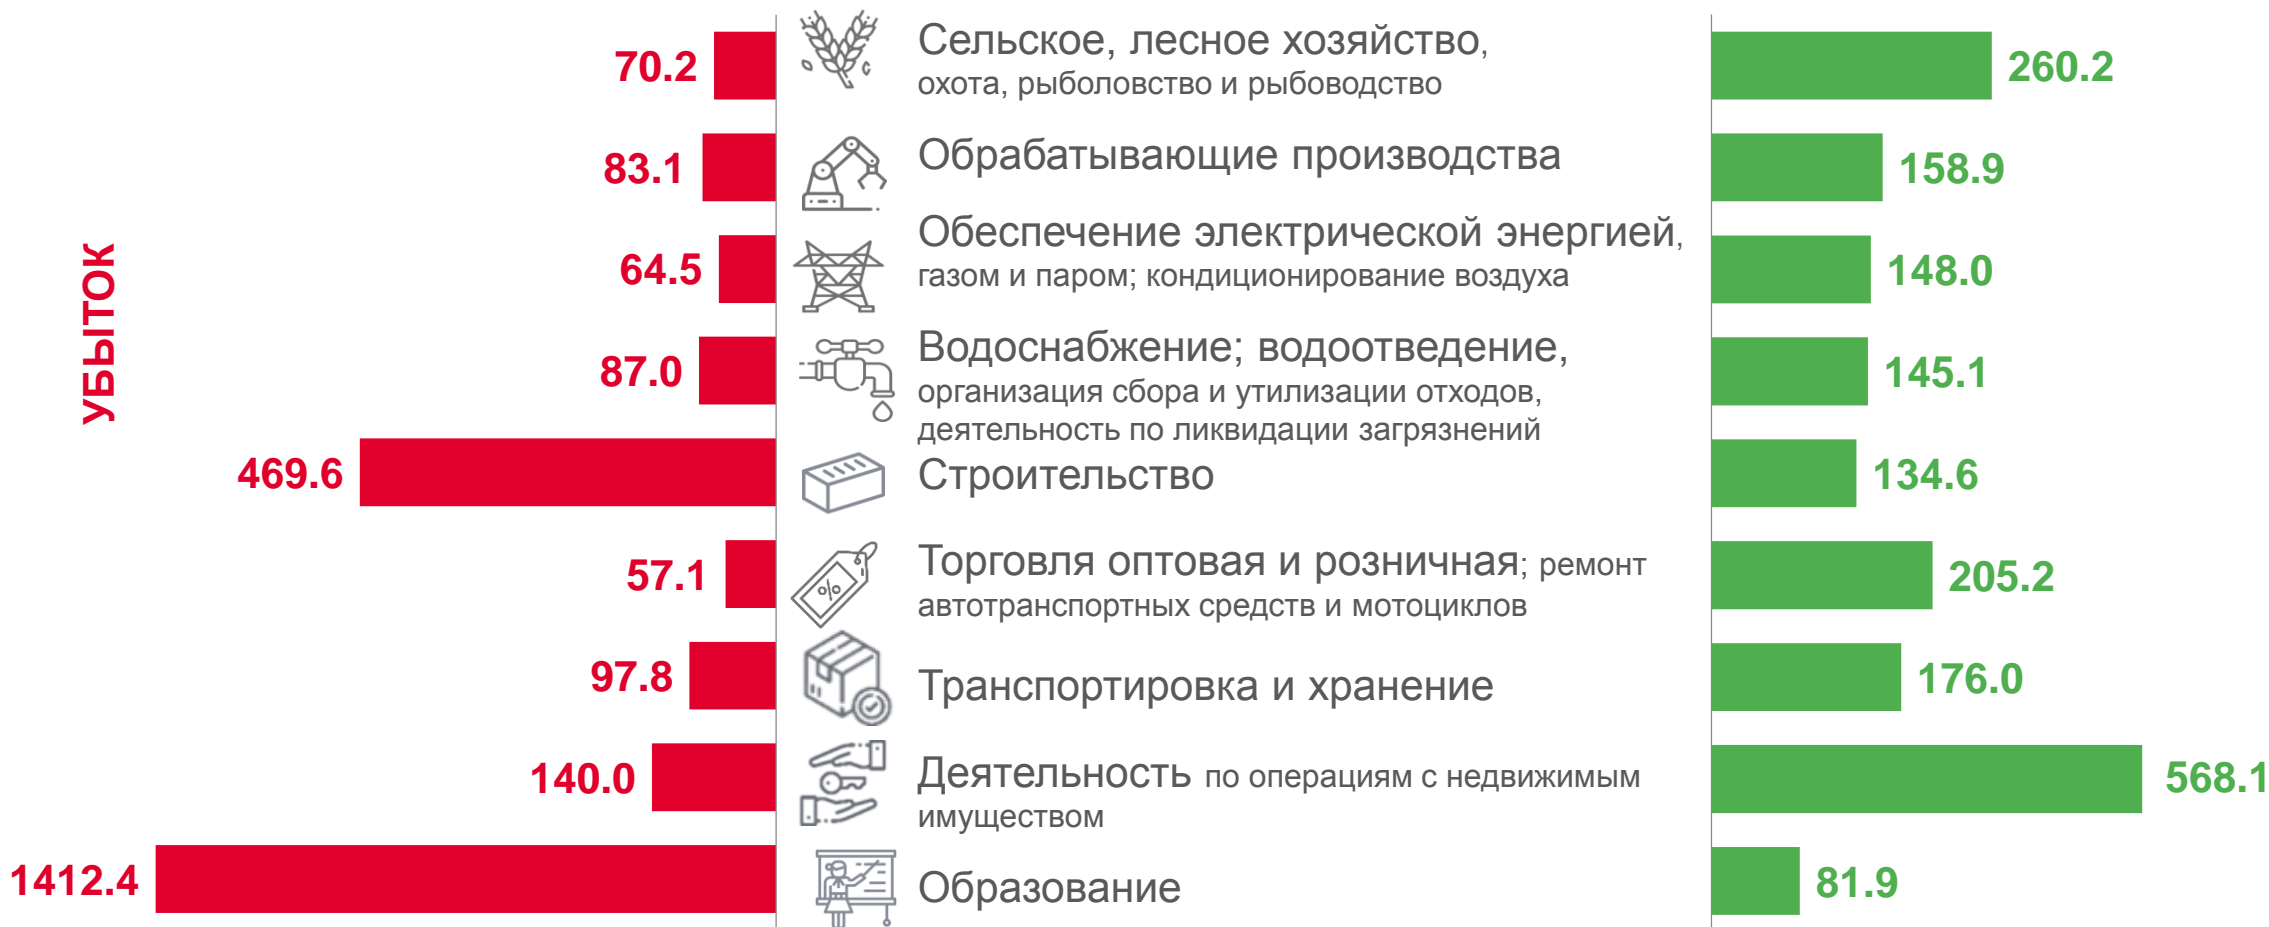 УБЫТОК
70.2
Сельское, лесное хозяйство,
охота, рыболовство и рыбоводство
260.2
83.1
Обрабатывающие производства
158.9
64.5
Обеспечение электрической энергией,
газом и паром; кондиционирование воздуха
148.0
87.0
Водоснабжение; водоотведение,
организация сбора и утилизации отходов,
деятельность по ликвидации загрязнений
145.1
469.6
Строительство
134.6
57.1
Торговля оптовая и розничная; ремонт
автотранспортных средств и мотоциклов
%
205.2
97.8
Транспортировка и хранение
176.0
140.0
Деятельность по операциям с недвижимым
имуществом
568.1
1412.4
Образование
81.9